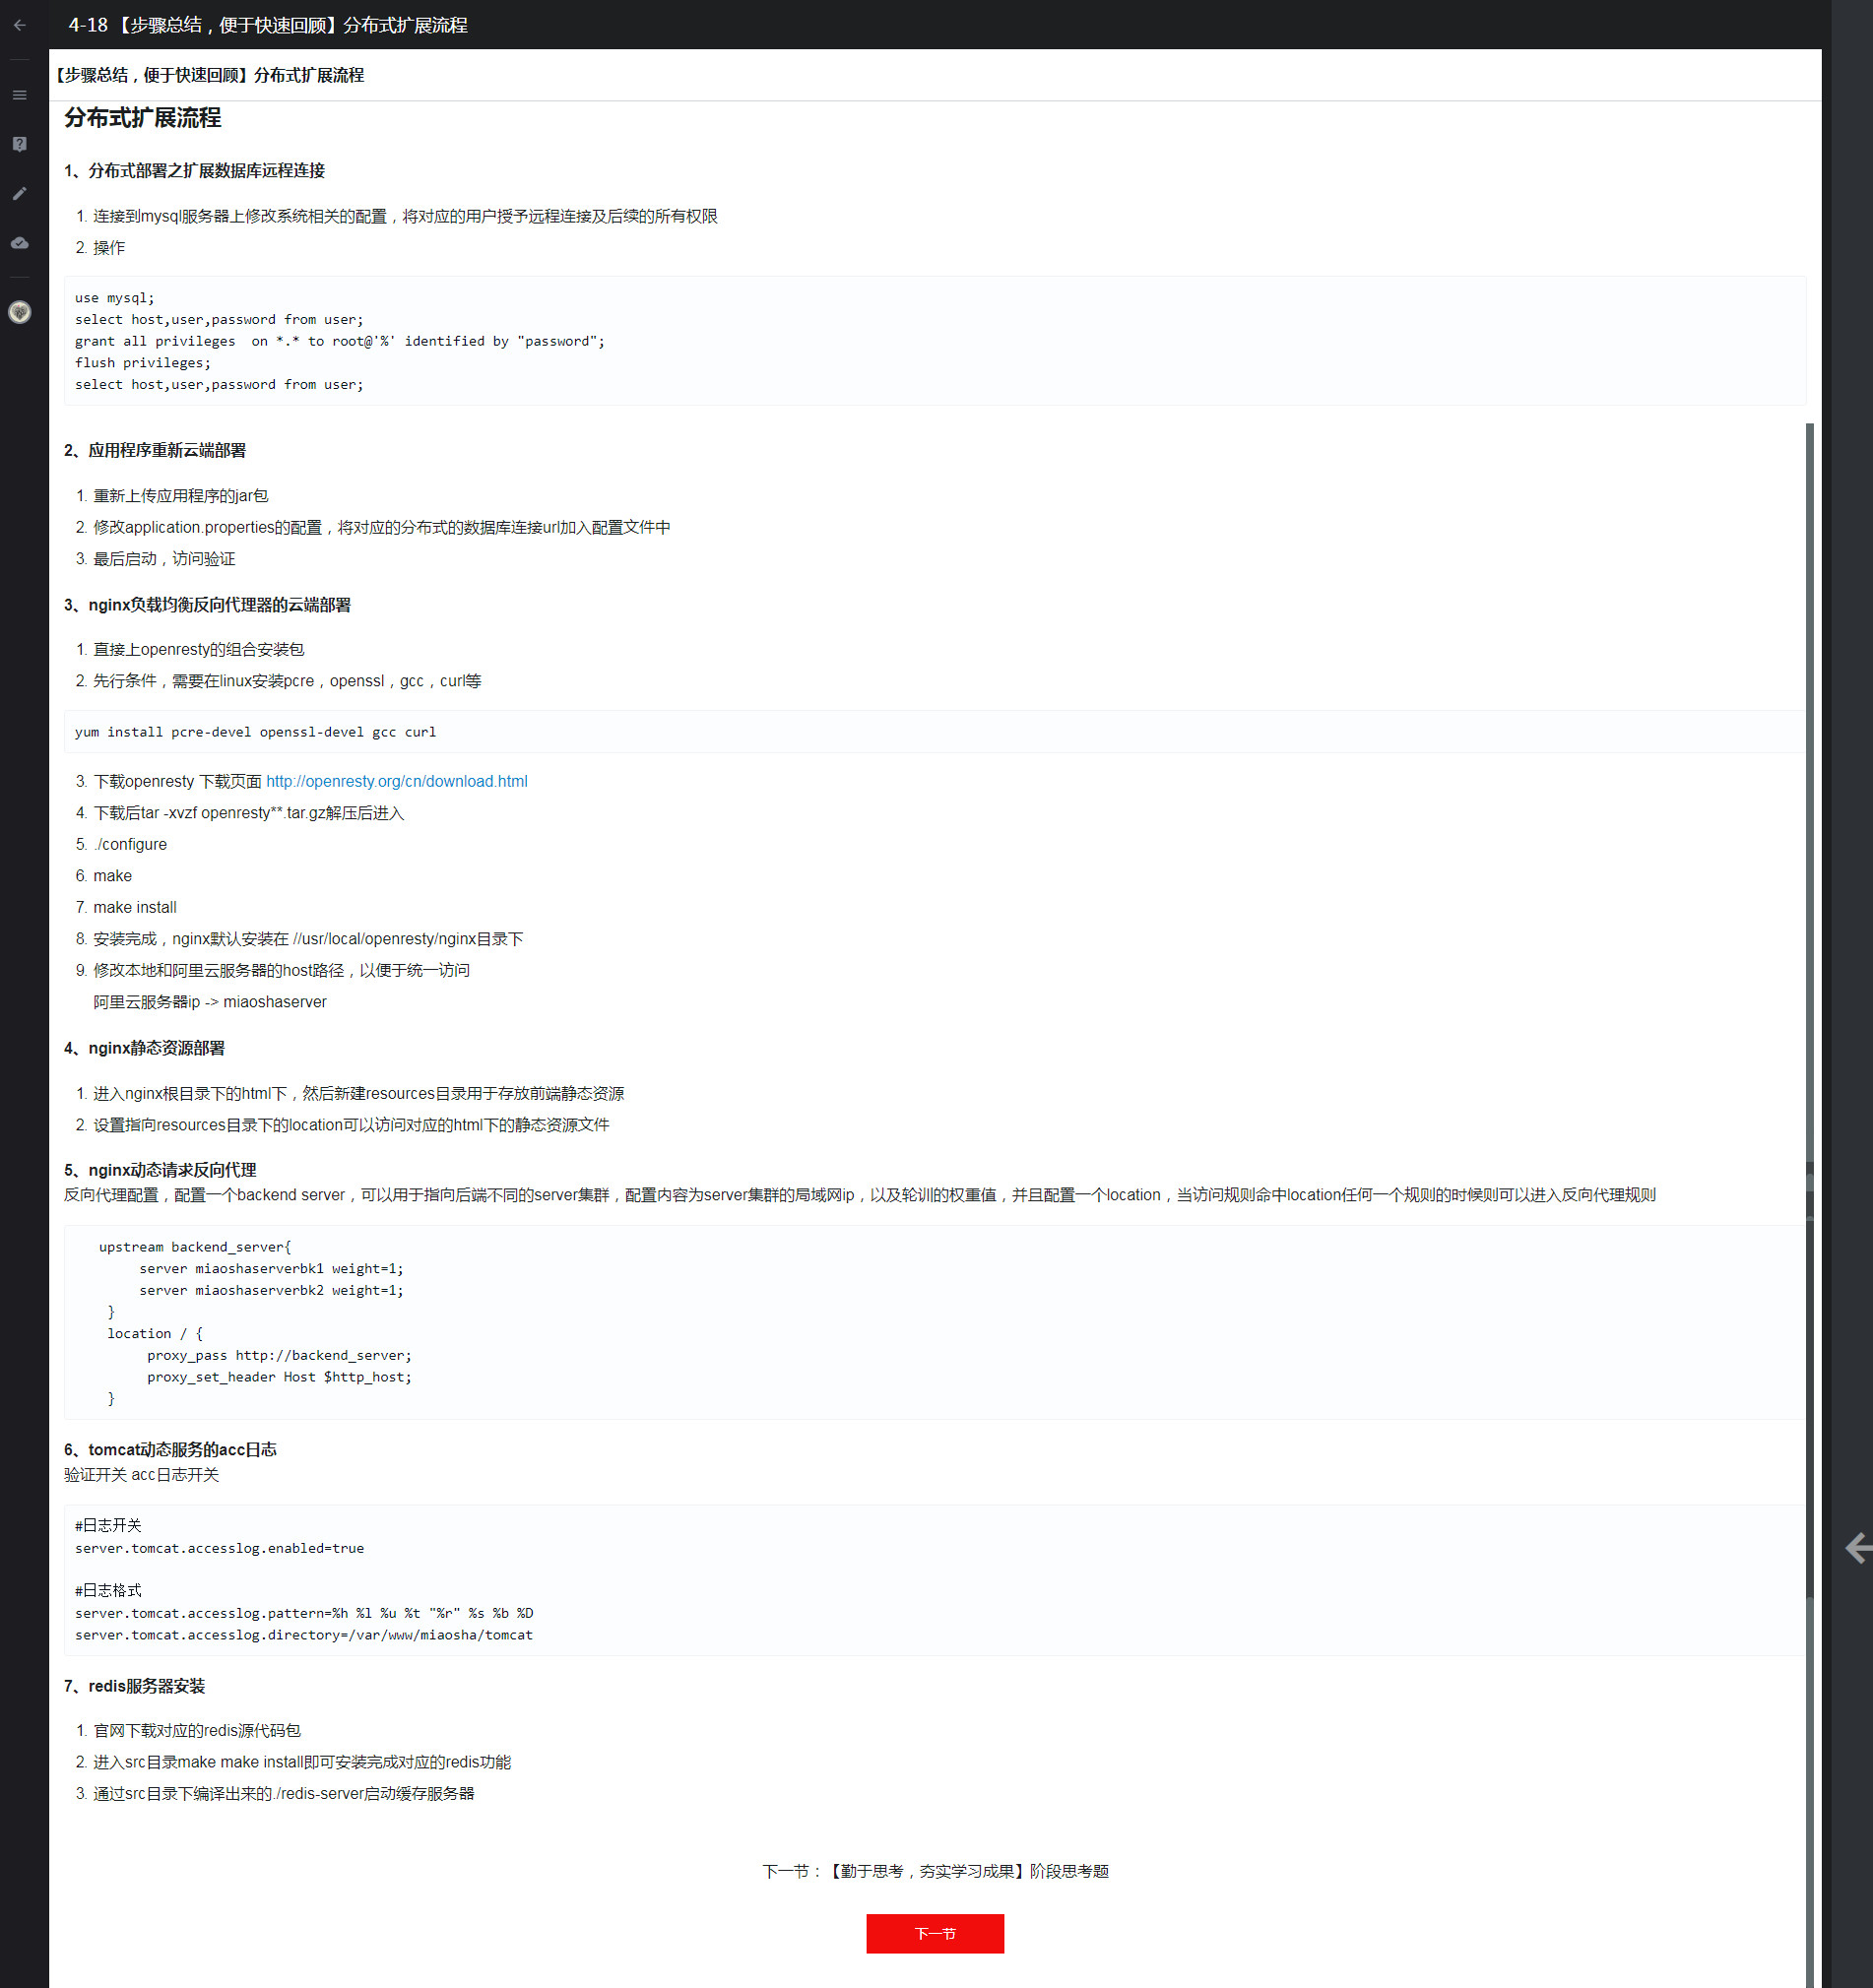 4-18 【步骤总结，便于快速回顾】分布式扩展流程
【步骤总结，便于快速回顾】分布式扩展流程
分布式扩展流程
1、分布式部署之扩展数据库远程连接
1. 连接到mysql服务器上修改系统相关的配置，将对应的用户授予远程连接及后续的所有权限
2. 操作
use mysql;
select host,user,password from user;
grant all privileges  on *.* to root@'%' identified by "password";
flush privileges;
select host,user,password from user;
2、应用程序重新云端部署
1. 重新上传应用程序的jar包
2. 修改application.properties的配置，将对应的分布式的数据库连接url加入配置文件中
3. 最后启动，访问验证
3、nginx负载均衡反向代理器的云端部署
1. 直接上openresty的组合安装包
2. 先行条件，需要在linux安装pcre，openssl，gcc，curl等
yum install pcre-devel openssl-devel gcc curl
3. 下载openresty 下载页面 http://openresty.org/cn/download.html
4. 下载后tar -xvzf openresty**.tar.gz解压后进入
5. ./configure
6. make
7. make install
8. 安装完成，nginx默认安装在 //usr/local/openresty/nginx目录下
9. 修改本地和阿里云服务器的host路径，以便于统一访问
阿里云服务器ip -> miaoshaserver
4、nginx静态资源部署
1. 进入nginx根目录下的html下，然后新建resources目录用于存放前端静态资源
2. 设置指向resources目录下的location可以访问对应的html下的静态资源文件
5、nginx动态请求反向代理
反向代理配置，配置一个backend server，可以用于指向后端不同的server集群，配置内容为server集群的局域网ip，以及轮训的权重值，并且配置一个location，当访问规则命中location任何一个规则的时候则可以进入反向代理规则
upstream backend_server{
server miaoshaserverbk1 weight=1;
server miaoshaserverbk2 weight=1;
}
location / {
proxy_pass http://backend_server;
proxy_set_header Host $http_host;
}
6、tomcat动态服务的acc日志
验证开关 acc日志开关
#日志开关
server.tomcat.accesslog.enabled=true
#日志格式
server.tomcat.accesslog.pattern=%h %l %u %t "%r" %s %b %D
server.tomcat.accesslog.directory=/var/www/miaosha/tomcat
7、redis服务器安装
1. 官网下载对应的redis源代码包
2. 进入src目录make make install即可安装完成对应的redis功能
3. 通过src目录下编译出来的./redis-server启动缓存服务器
下一节：【勤于思考，夯实学习成果】阶段思考题
下一节